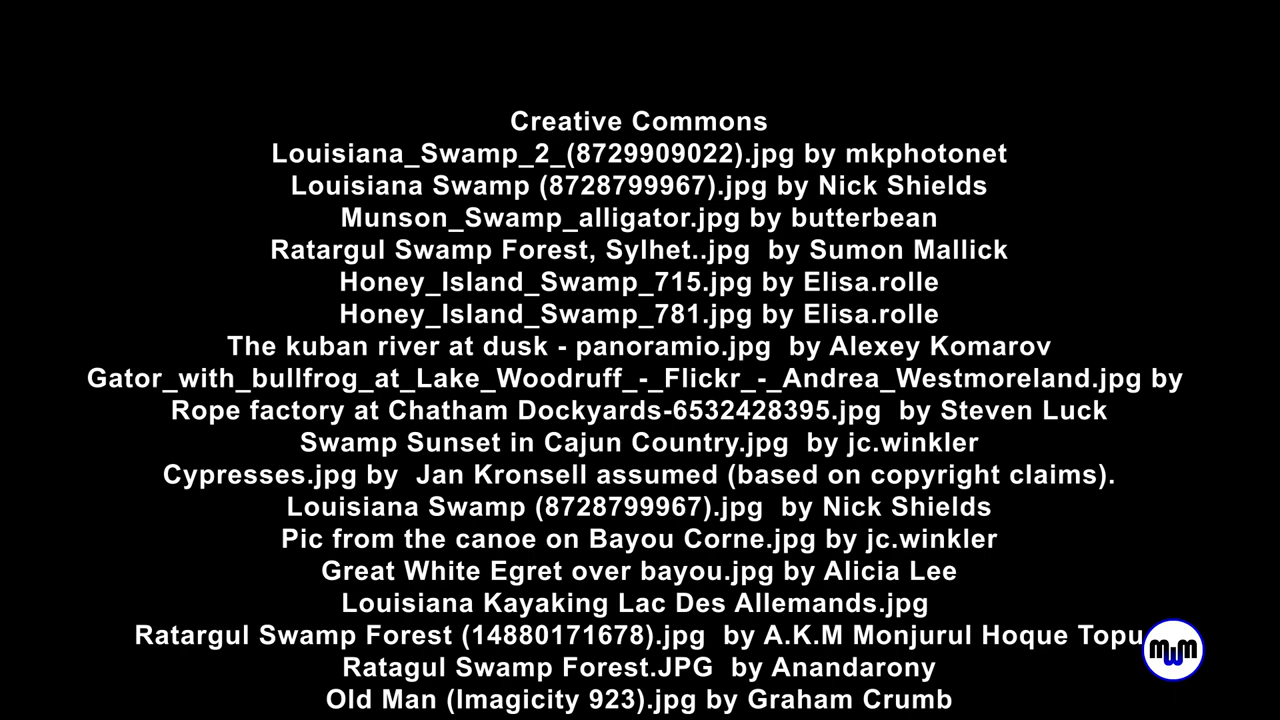 Creative Commons
Louisiana_Swamp_2_(8729909022).jpg by mkphotonet
Louisiana Swamp (8728799967).jpg by Nick Shields
Munson_Swamp_alligator.jpg by butterbean
Ratargul Swamp Forest, Sylhet..jpg  by Sumon Mallick
Honey_Island_Swamp_715.jpg by Elisa.rolle
Honey_Island_Swamp_781.jpg by Elisa.rolle
The kuban river at dusk - panoramio.jpg  by Alexey Komarov
Gator_with_bullfrog_at_Lake_Woodruff_-_Flickr_-_Andrea_Westmoreland.jpg by
Rope factory at Chatham Dockyards-6532428395.jpg  by Steven Luck
Swamp Sunset in Cajun Country.jpg  by jc.winkler
Cypresses.jpg by  Jan Kronsell assumed (based on copyright claims).
Louisiana Swamp (8728799967).jpg  by Nick Shields
Pic from the canoe on Bayou Corne.jpg by jc.winkler
Great White Egret over bayou.jpg by Alicia Lee
Louisiana Kayaking Lac Des Allemands.jpg
Ratargul Swamp Forest (14880171678).jpg  by A.K.M Monjurul Hoque Topu
Ratagul Swamp Forest.JPG  by Anandarony
Old Man (Imagicity 923).jpg by Graham Crumb
mwm